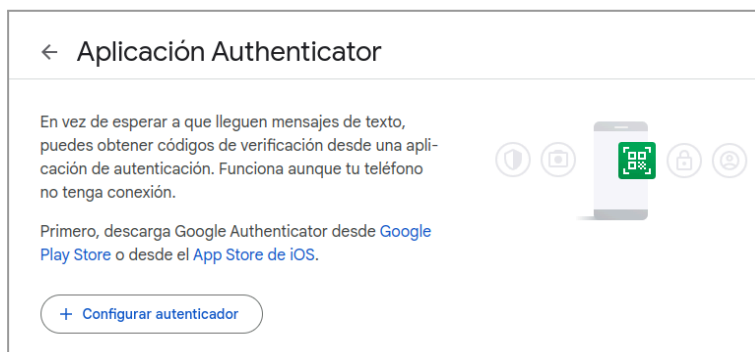 Aplicación Authenticator
En vez de esperar a que lleguen mensajes de texto,
puedes obtener códigos de verificación desde una apli-
cación de autenticación. Funciona aunque tu teléfono
no tenga conexión.
Primero, descarga Google Authenticator desde Google
Play Store o desde el App Store de iOS.
+ Configurar autenticador